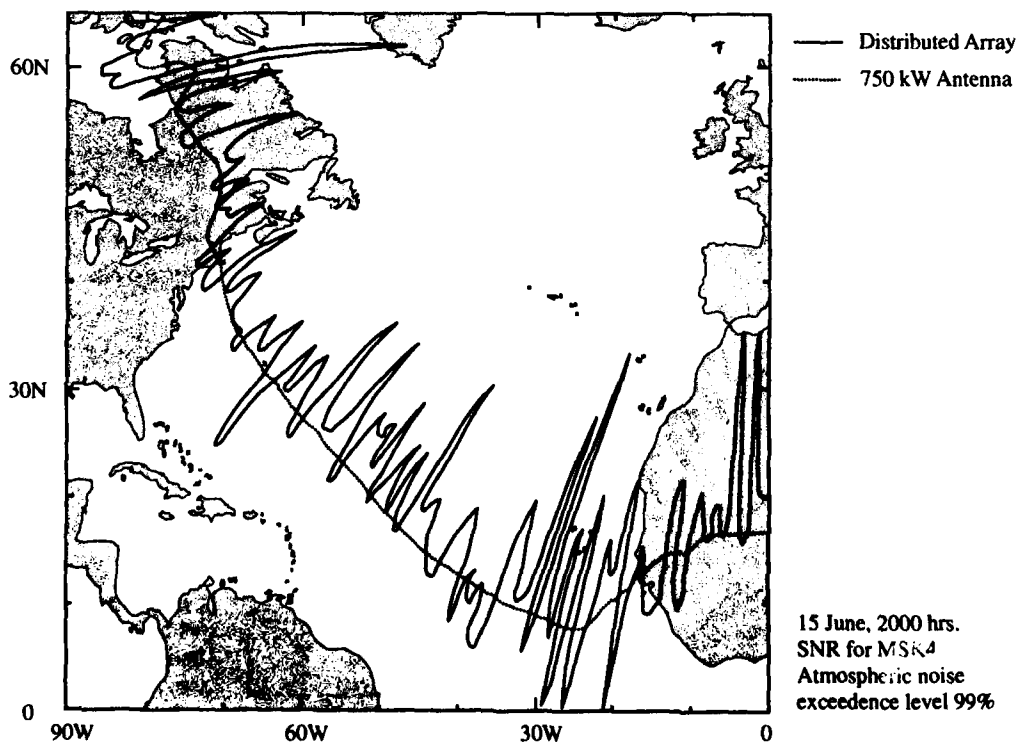 60N
30N
0
90W
60W
30W
0
Distributed Array
750 kW Antenna
15 June, 2000 hrs.
SNR for MSK4
Atmospheric noise
exceedence level 99%